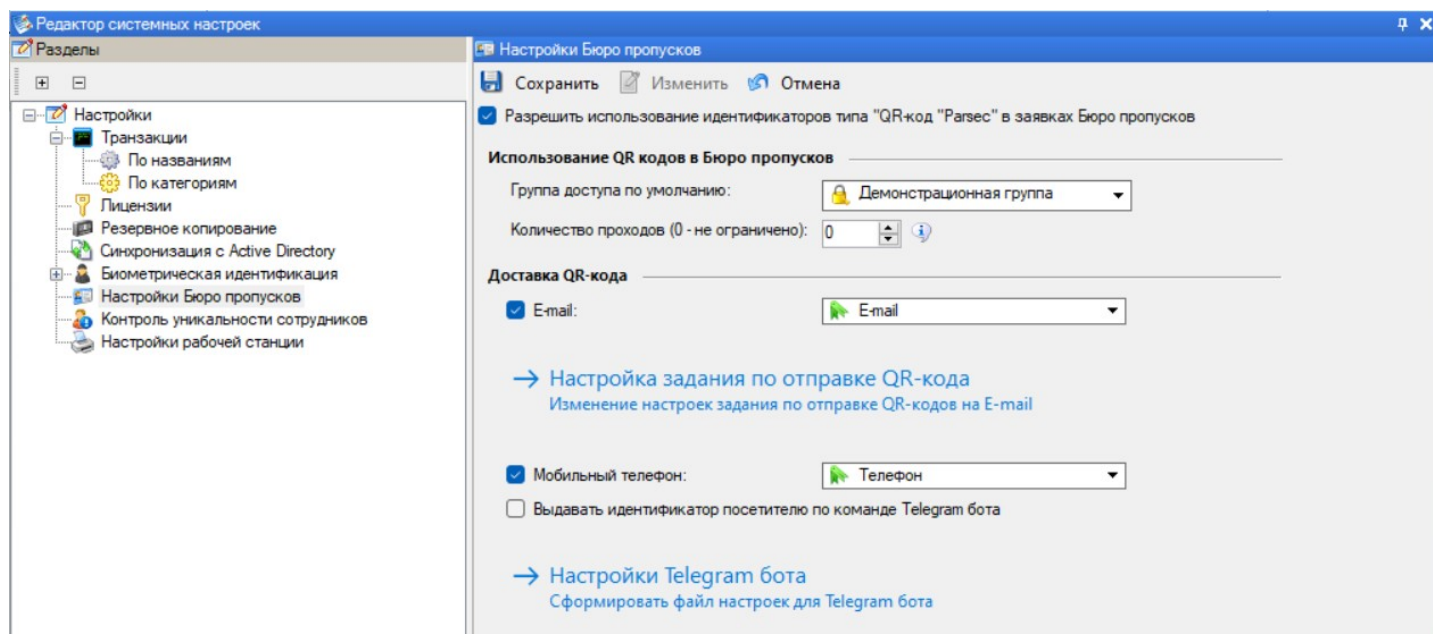 Редактор системных настроек
Разделы
Настройки
Транзакции
По названиям
По категориям
Лицензии
Резервное копирование
Синхронизация с Active Directory
Биометрическая идентификация
Настройки Бюро пропусков
Контроль уникальности сотрудников
Настройки рабочей станции
Настройки Бюро пропусков
Сохранить Изменить Отмена
Разрешить использование идентификаторов типа "QR-код "Parsec" в заявках Бюро пропусков
Использование QR кодов в Бюро пропусков
Группа доступа по умолчанию: Демонстрационная группа
Количество проходов (0 - не ограничено): 0
Доставка QR-кода
E-mail: E-mail
Настройка задания по отправке QR-кода
Изменение настроек задания по отправке QR-кодов на E-mail
Мобильный телефон: Телефон
Выдавать идентификатор посетителю по команде Telegram бота
Настройки Telegram бота
Сформировать файл настроек для Telegram бота